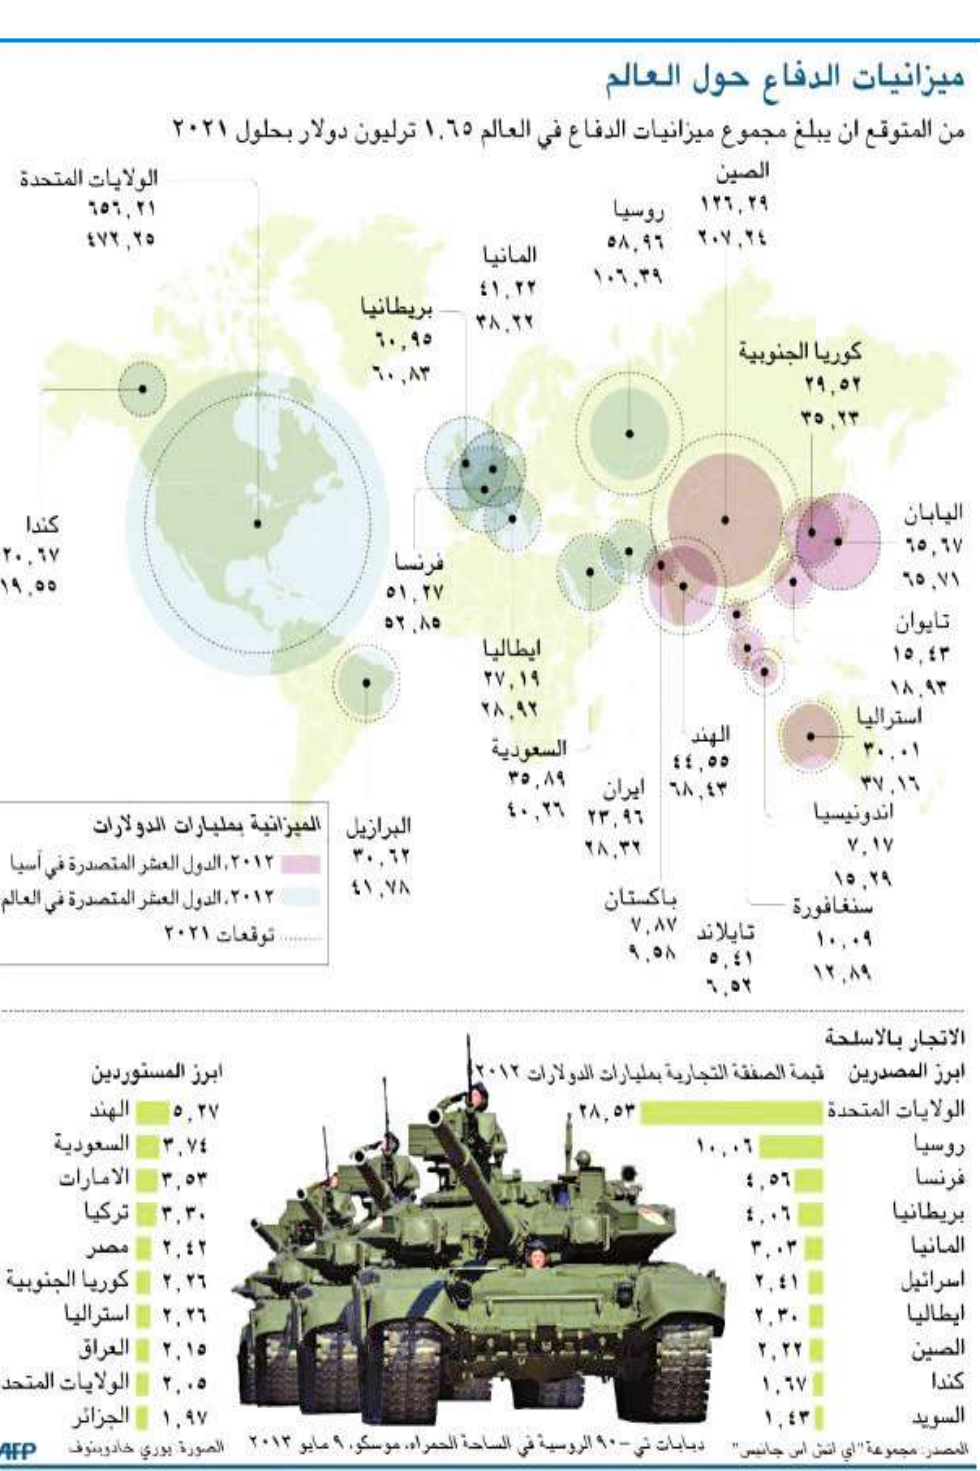 ميزانيات الدفاع حول العالم
من المتوقع ان يبلغ مجموع ميزانيات الدفاع في العالم ١,٦٥ ترليون دولار بحلول ٢٠٢١
الصين
١٢٦,٢٩
٢٠٧,٢٤
روسيا
٥٨,٩٦
١٠٦,٣٩
الولايات المتحدة
٦٥٦,٢١
٤٧٢,٢٥
المانيا
٤١,٢٢
٣٨,٢٢
بريطانيا
٦٠,٩٥
٦٠,٨٣
كوريا الجنوبية
٢٩,٥٢
٣٥,٢٣
اليابان
٦٥,٦٧
٦٥,٧١
كندا
٢٠,٦٧
١٩,٥٥
فرنسا
٥١,٢٧
٥٢,٨٥
تايوان
١٥,٤٣
١٨,٩٣
ايطاليا
٢٧,١٩
٢٨,٩٢
استراليا
٣٠,٠١
٣٧,١٦
الهند
٤٤,٥٥
٦٨,٤٣
السعودية
٣٥,٨٩
٤٠,٢٦
ايران
٢٣,٩٦
٢٨,٣٢
اندونيسيا
٧,١٧
١٥,٢٩
البرازيل
٣٠,٦٢
٤١,٧٨
باكستان
٧,٨٧
٩,٥٨
سنغافورة
١٠,٠٩
١٢,٨٩
تايلاند
٥,٤١
٦,٥٢
الميزانية بمليارات الدولارات
٢٠١٢، الدول العشر المتصدرة في آسيا
٢٠١٢، الدول العشر المتصدرة في العالم
توقعات ٢٠٢١
الاتجار بالاسلحة
ابرز المصدرين قيمة الصفقة التجارية بمليارات الدولارات ٢٠١٢
الولايات المتحدة ٢٨,٥٣
روسيا ١٠,٠٦
فرنسا ٤,٥٦
بريطانيا ٤,٠٦
المانيا ٣,٠٣
اسرائيل ٢,٤١
ايطاليا ٢,٣٠
الصين ٢,٢٢
كندا ١,٦٧
السويد ١,٤٣
ابرز المستوردين
٥,٢٧ الهند
٣,٧٤ السعودية
٣,٥٣ الامارات
٣,٣٠ تركيا
٢,٤٢ مصر
٢,٢٦ كوريا الجنوبية
٢,٢٦ استراليا
٢,١٥ العراق
٢,٠٥ الولايات المتحد
١,٩٧ الجزائر
المصدر: مجموعة "اي اتش اس جاينس"
دبابات تي-٩٠ الروسية في الساحة الحمراء، موسكو، ٩ مايو ٢٠١٣
الصورة يوري خادوبنوف
AFP